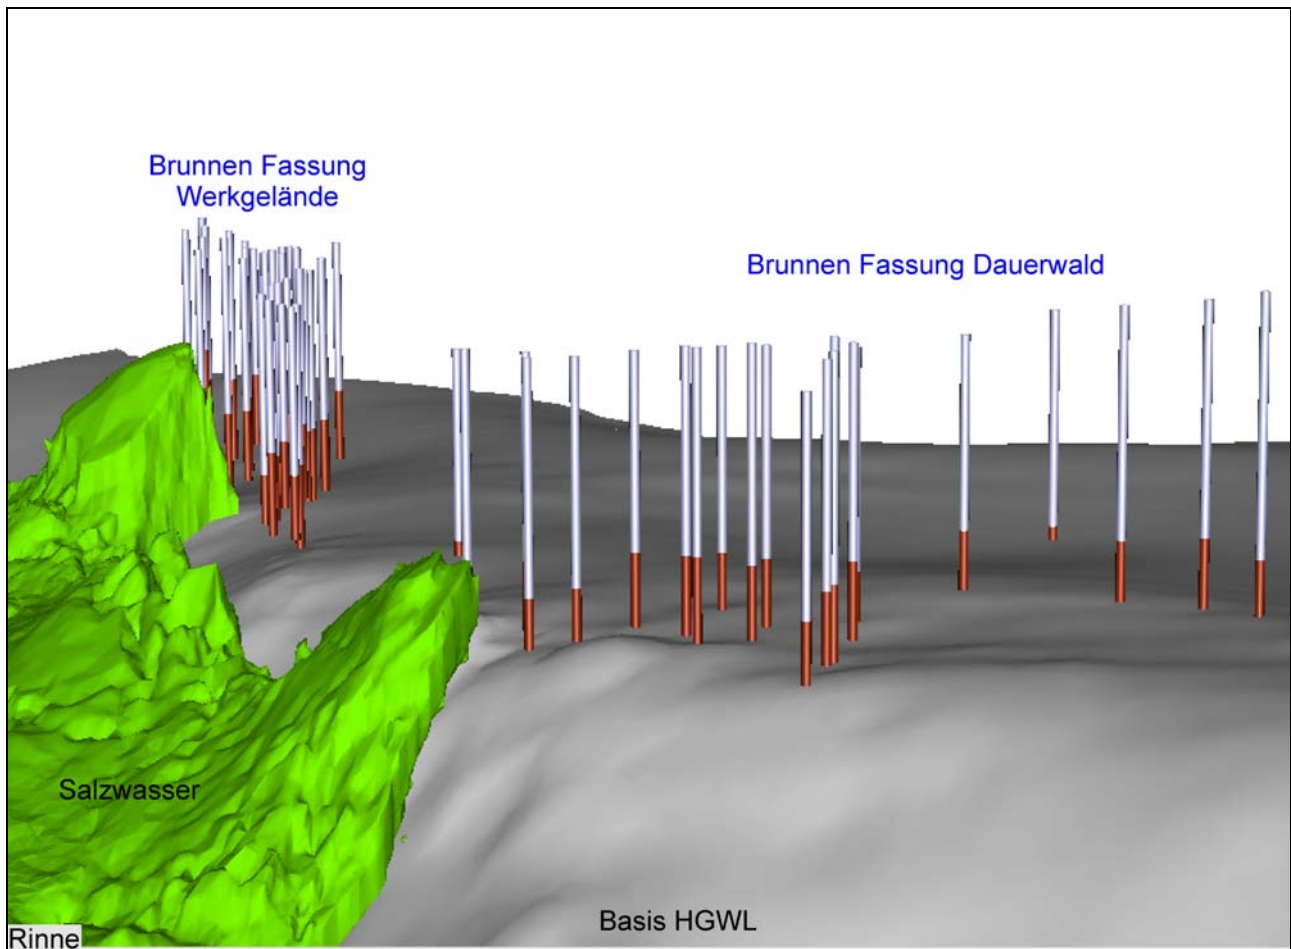 Brunnen Fassung
Werkgelände
Brunnen Fassung Dauerwald
Salzwasser
Basis HGWL
Rinne